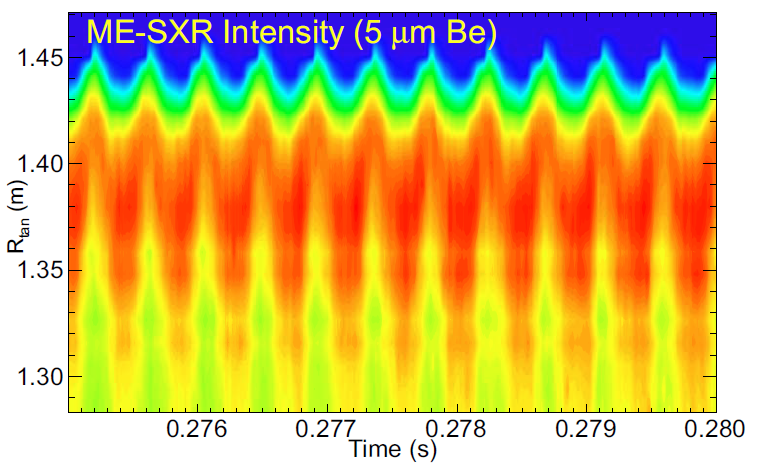 ME-SXR Intensity (5 μm Be)
1.45
1.40
1.35
1.30
R_tan (m)
0.276 0.277 0.278 0.279 0.280
Time (s)